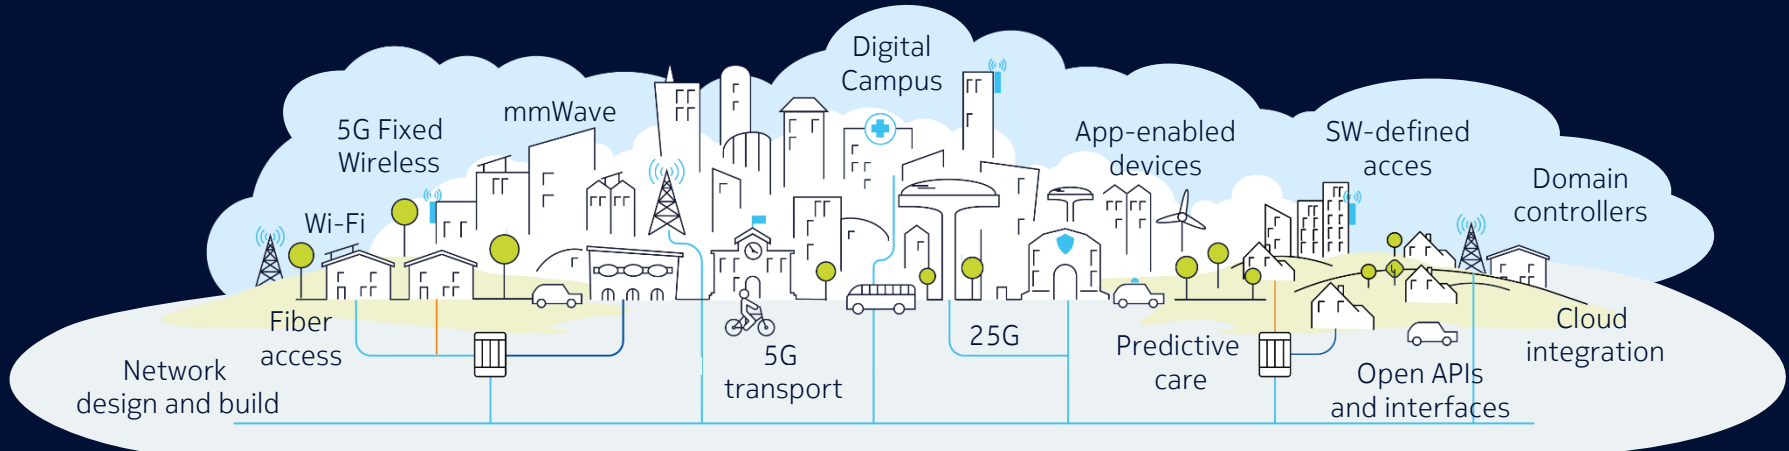 Digital
Campus
mmWave
5G Fixed
Wireless
App-enabled
devices
SW-defined
acces
Domain
controllers
Wi-Fi
Fiber
access
Network
design and build
5G
transport
25G
Predictive
care
Open APIs
and interfaces
Cloud
integration